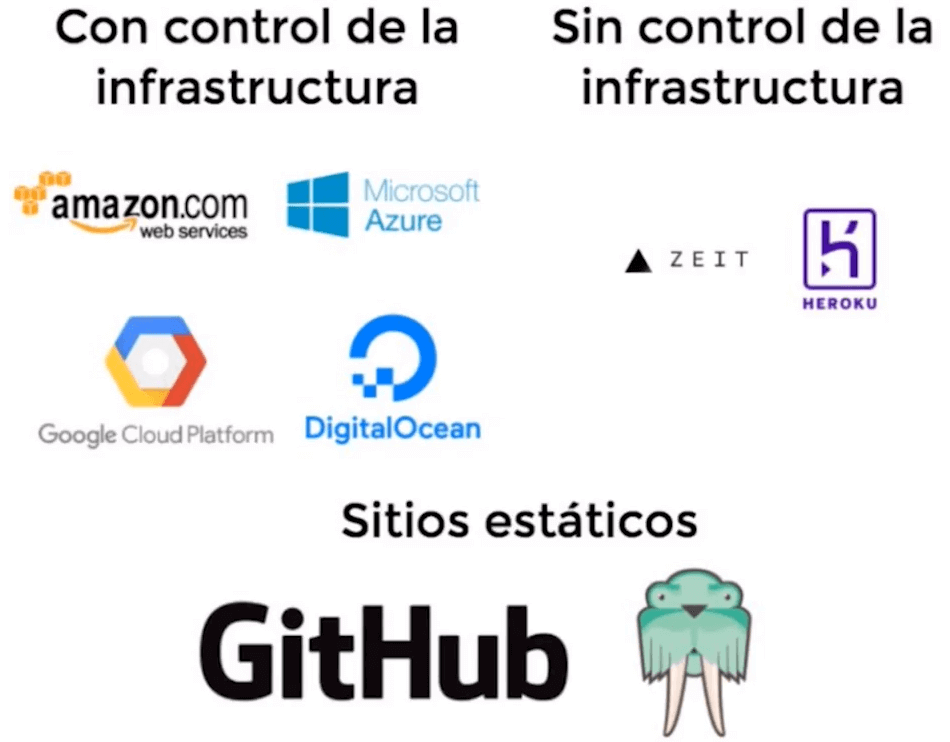 Con control de la
infrastructura
Sin control de la
infrastructura
amazon.com
web services
Microsoft
Azure
ZEIT
HEROKU
Google Cloud Platform
DigitalOcean
Sitios estáticos
GitHub